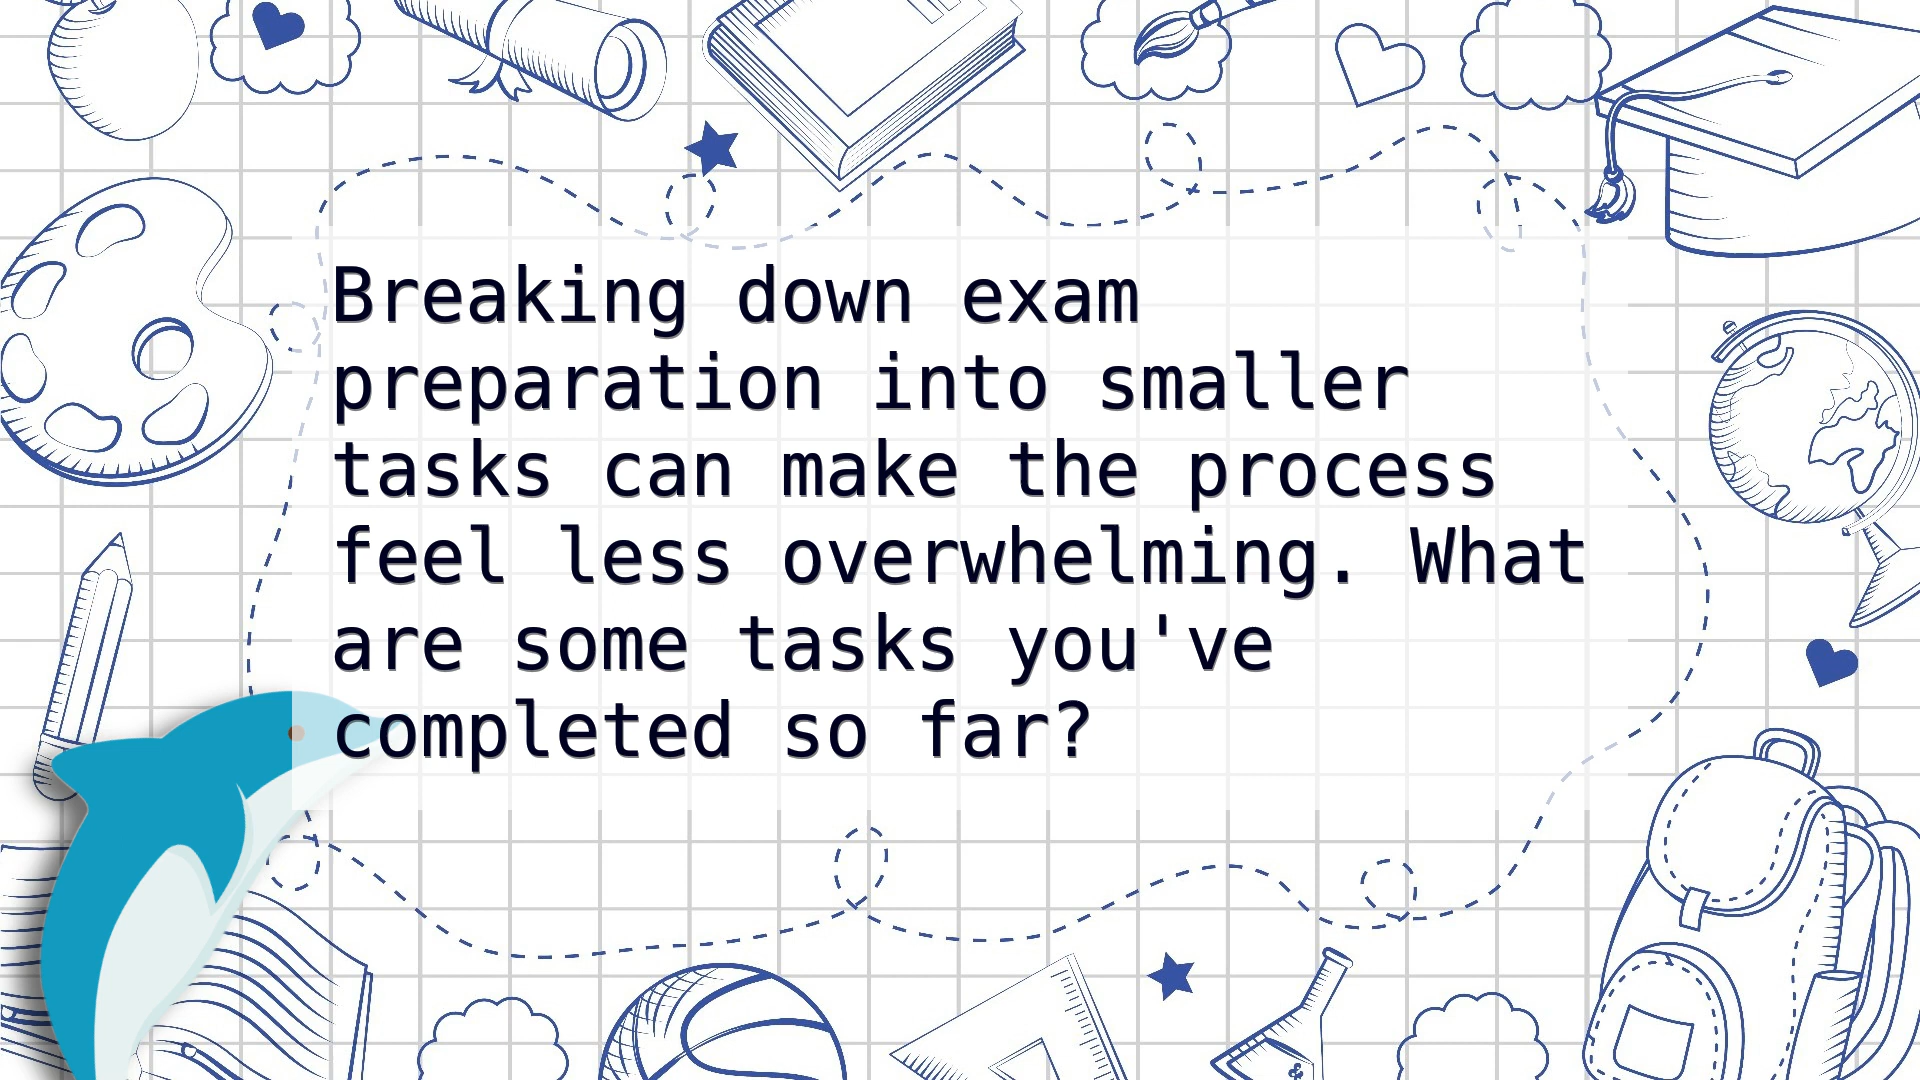 Breaking down exam
preparation into smaller
tasks can make the process
feel less overwhelming. What
are some tasks you've
completed so far?